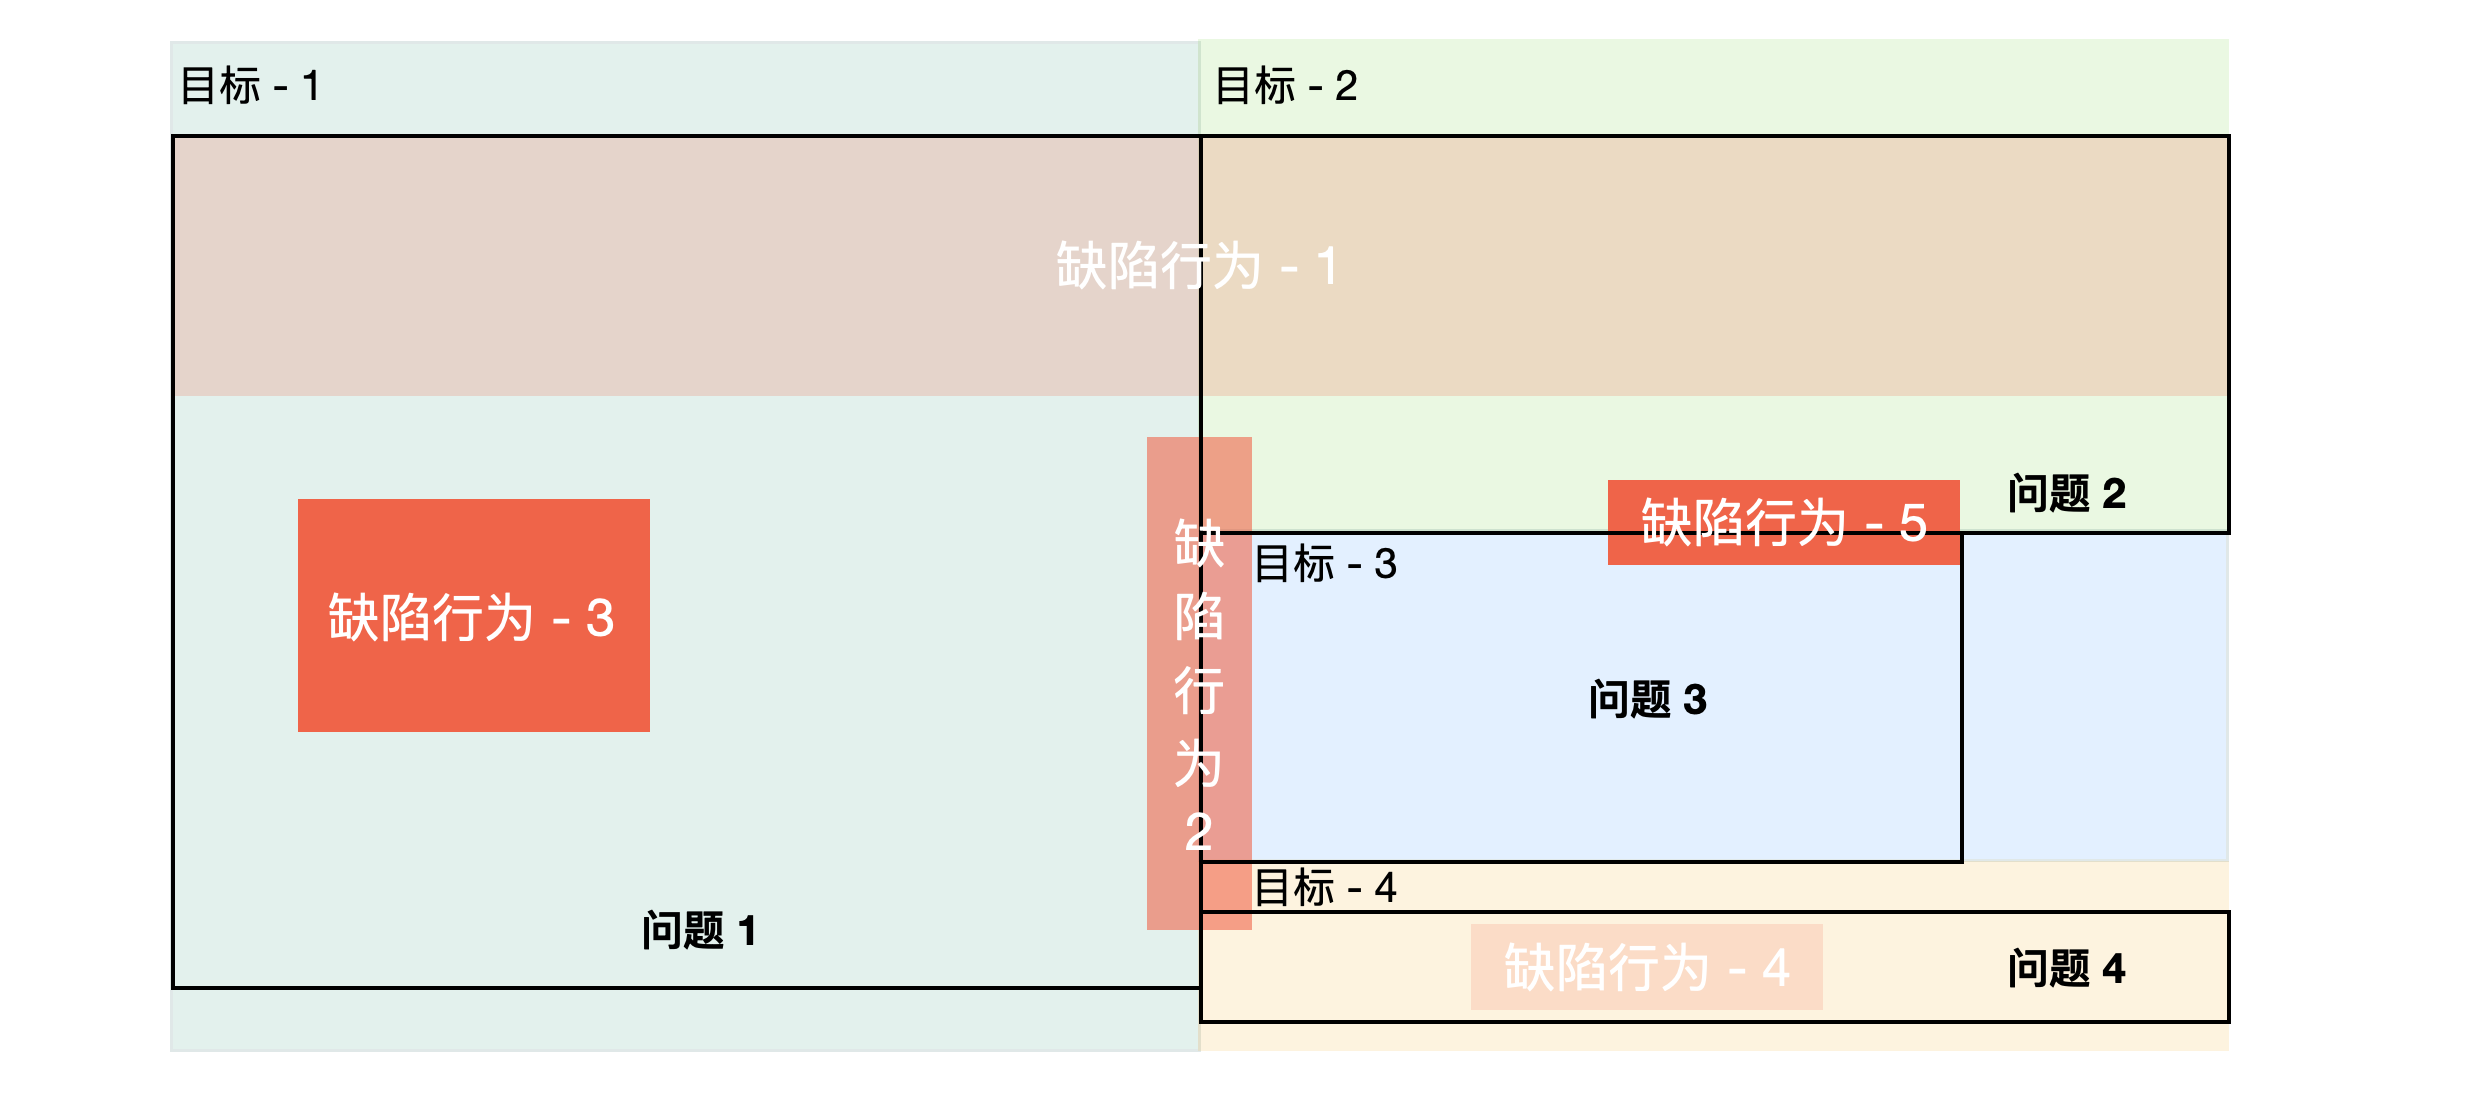 目标 - 1
目标 - 2
缺陷行为 - 1
缺陷行为 - 3
缺
陷
行
为
2
缺陷行为 - 5
问题 2
目标 - 3
问题 3
目标 - 4
问题 1
缺陷行为 - 4
问题 4